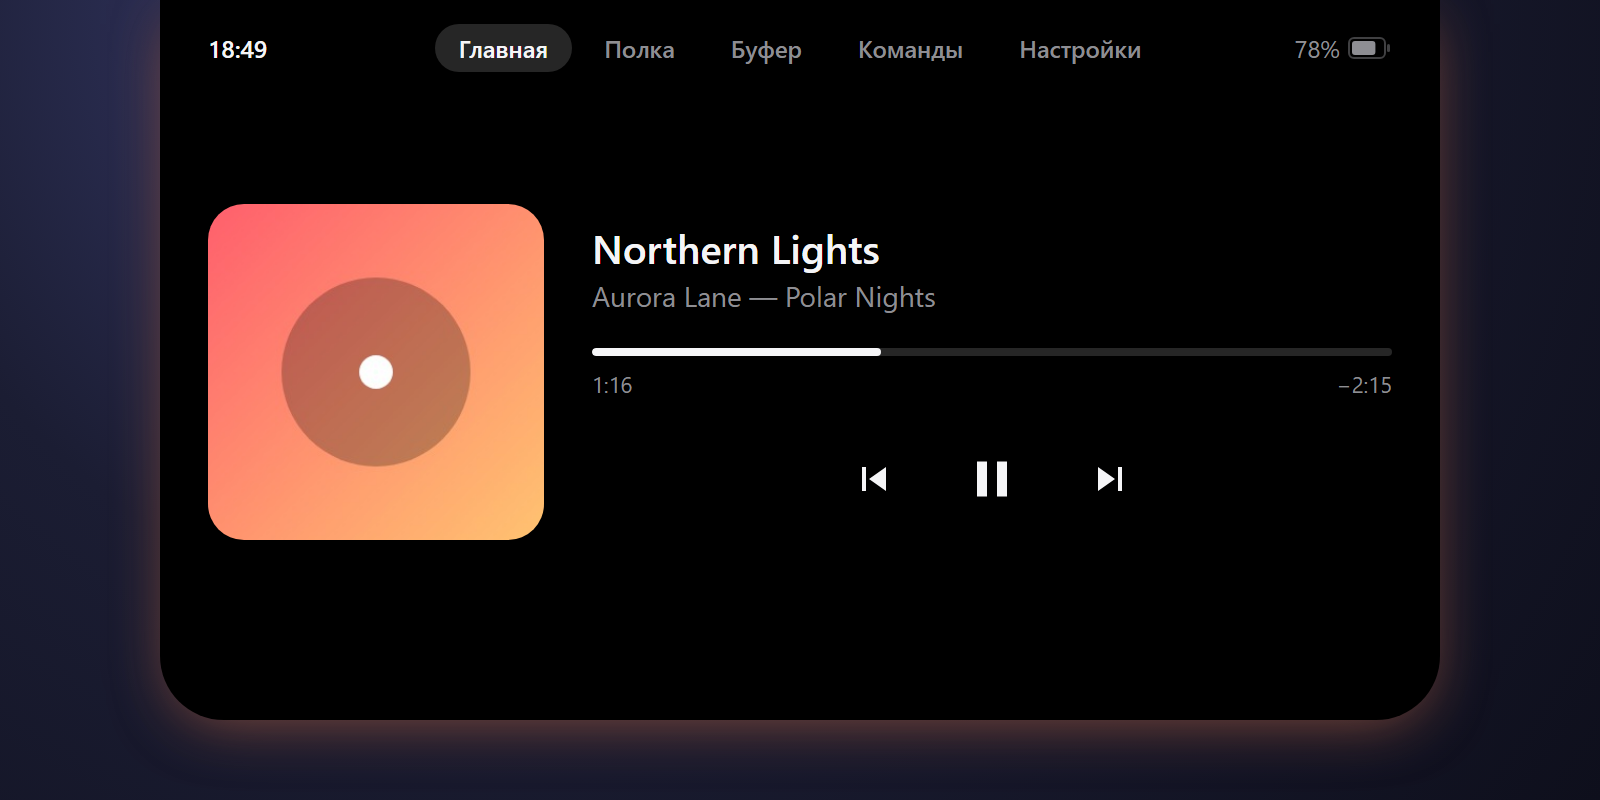 18:49 Главная Полка Буфер Команды Настройки 78%
Northern Lights
Aurora Lane — Polar Nights
1:16 −2:15